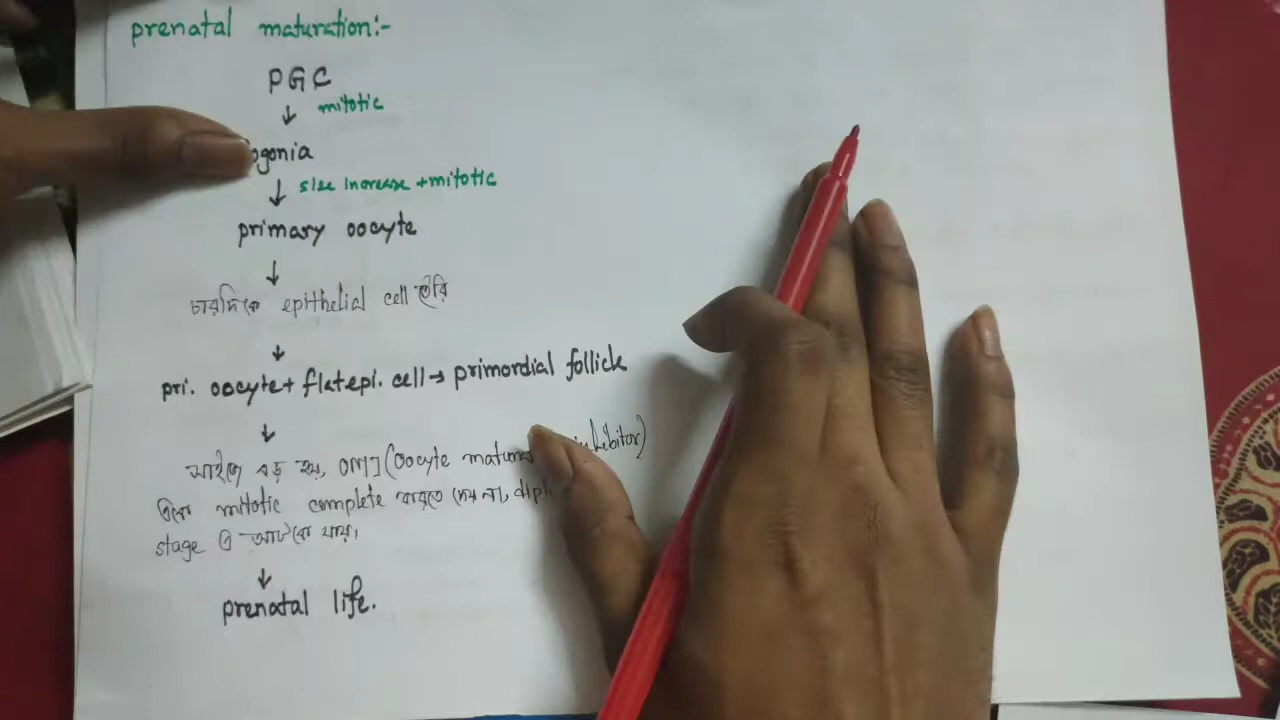 prenatal maturation:-
PGC
↓ mitotic
ogonia
↓ size increase + mitotic
primary oocyte
↓
চারদিকে epithelial cell তৈরি
↓
pri. oocyte + flat epi. cell → primordial follicle
↓
সাইজে বড় হয়, OMI (Oocyte inhibitor)
একে mitotic complete করতে দেয় না,
stage এ আটকে যায়।
↓
prenatal life.